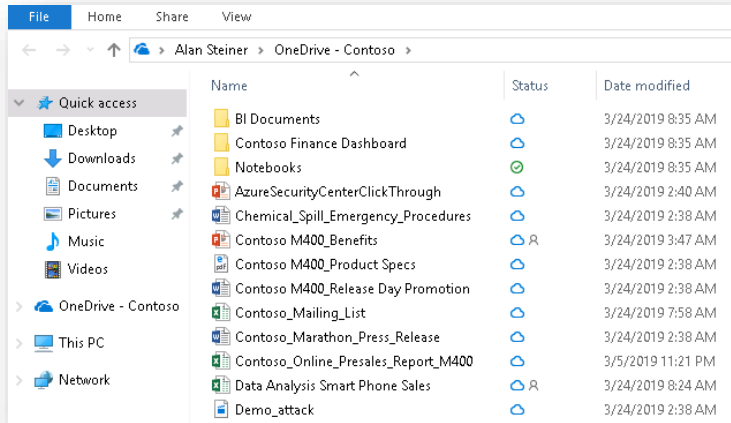 File Home Share View
Alan Steiner > OneDrive - Contoso >
Name Status Date modified
Quick access
Desktop
Downloads
Documents
Pictures
Music
Videos
OneDrive - Contoso
This PC
Network
BI Documents 3/24/2019 8:35 AM
Contoso Finance Dashboard 3/24/2019 8:35 AM
Notebooks 3/24/2019 8:35 AM
AzureSecurityCenterClickThrough 3/24/2019 2:40 AM
Chemical_Spill_Emergency_Procedures 3/24/2019 2:38 AM
Contoso M400_Benefits 3/24/2019 3:47 AM
Contoso M400_Product Specs 3/24/2019 2:38 AM
Contoso M400_Release Day Promotion 3/24/2019 2:38 AM
Contoso_Mailing_List 3/24/2019 7:58 AM
Contoso_Marathon_Press_Release 3/24/2019 2:38 AM
Contoso_Online_Presales_Report_M400 3/5/2019 11:21 PM
Data Analysis Smart Phone Sales 3/24/2019 8:24 AM
Demo_attack 3/24/2019 2:38 AM